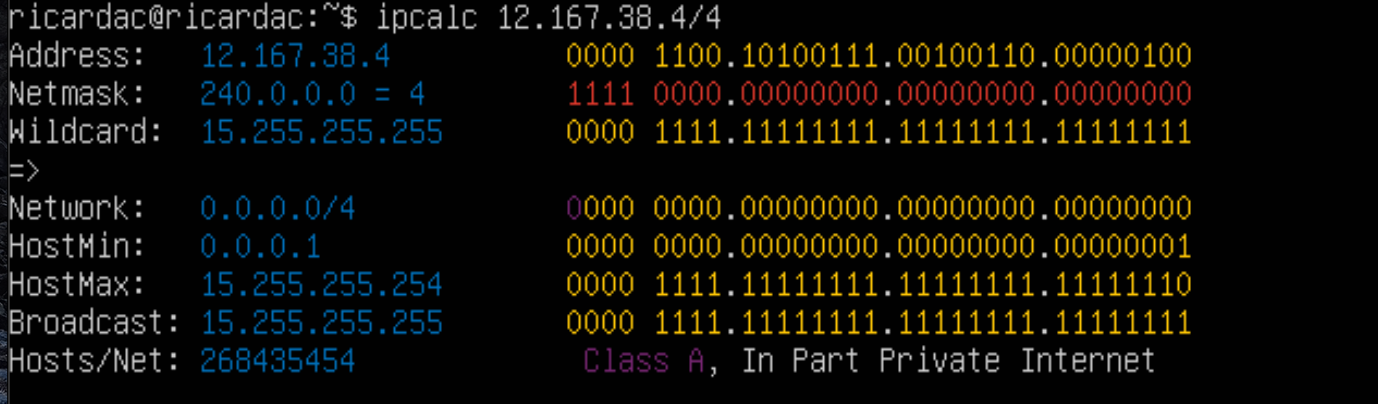 ricardac@ricardac:~$ ipcalc 12.167.38.4/4
Address: 12.167.38.4 0000 1100.10100111.00100110.00000100
Netmask: 240.0.0.0 = 4 1111 0000.00000000.00000000.00000000
Wildcard: 15.255.255.255 0000 1111.11111111.11111111.11111111
=>
Network: 0.0.0.0/4 0000 0000.00000000.00000000.00000000
HostMin: 0.0.0.1 0000 0000.00000000.00000000.00000001
HostMax: 15.255.255.254 0000 1111.11111111.11111111.11111110
Broadcast: 15.255.255.255 0000 1111.11111111.11111111.11111111
Hosts/Net: 268435454 Class A, In Part Private Internet